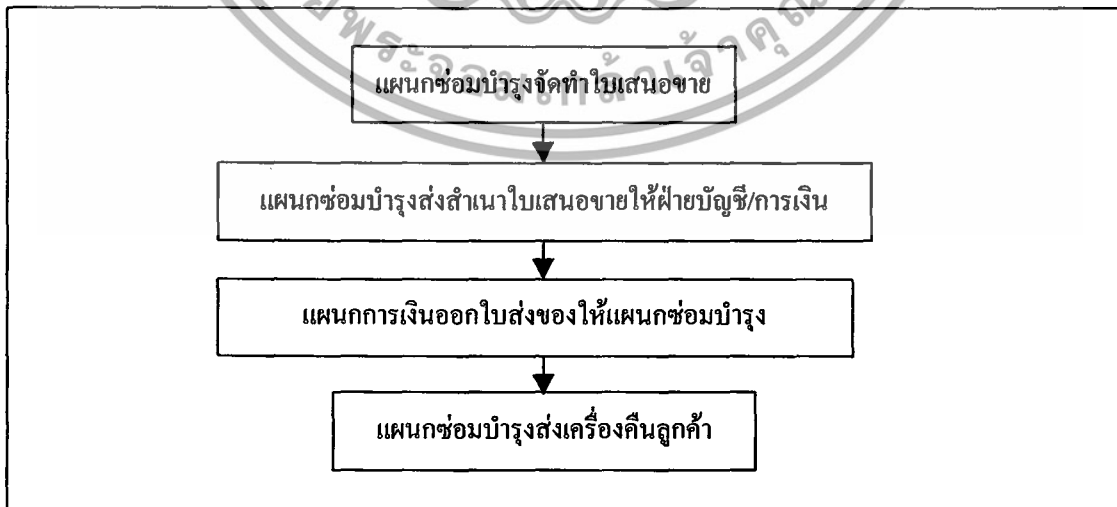 แผนกซ่อมบำรุงจัดทำใบเสนอขาย
แผนกซ่อมบำรุงส่งสำเนาใบเสนอขายให้ฝ่ายบัญชี/การเงิน
แผนกการเงินออกใบส่งของให้แผนกซ่อมบำรุง
แผนกซ่อมบำรุงส่งเครื่องคืนลูกค้า